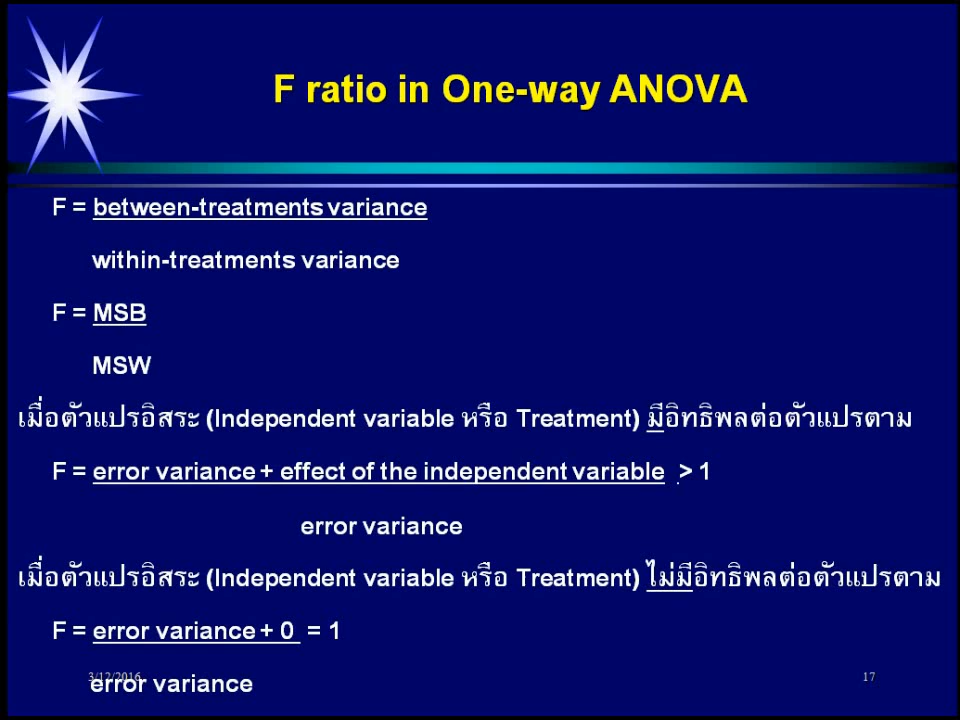 F ratio in One-way ANOVA
F = between-treatments variance
within-treatments variance
F = MSB
MSW
เมื่อตัวแปรอิสระ (Independent variable หรือ Treatment) มีอิทธิพลต่อตัวแปรตาม
F = error variance + effect of the independent variable > 1
error variance
เมื่อตัวแปรอิสระ (Independent variable หรือ Treatment) ไม่มีอิทธิพลต่อตัวแปรตาม
F = error variance + 0 = 1
error variance
3/12/2016
17